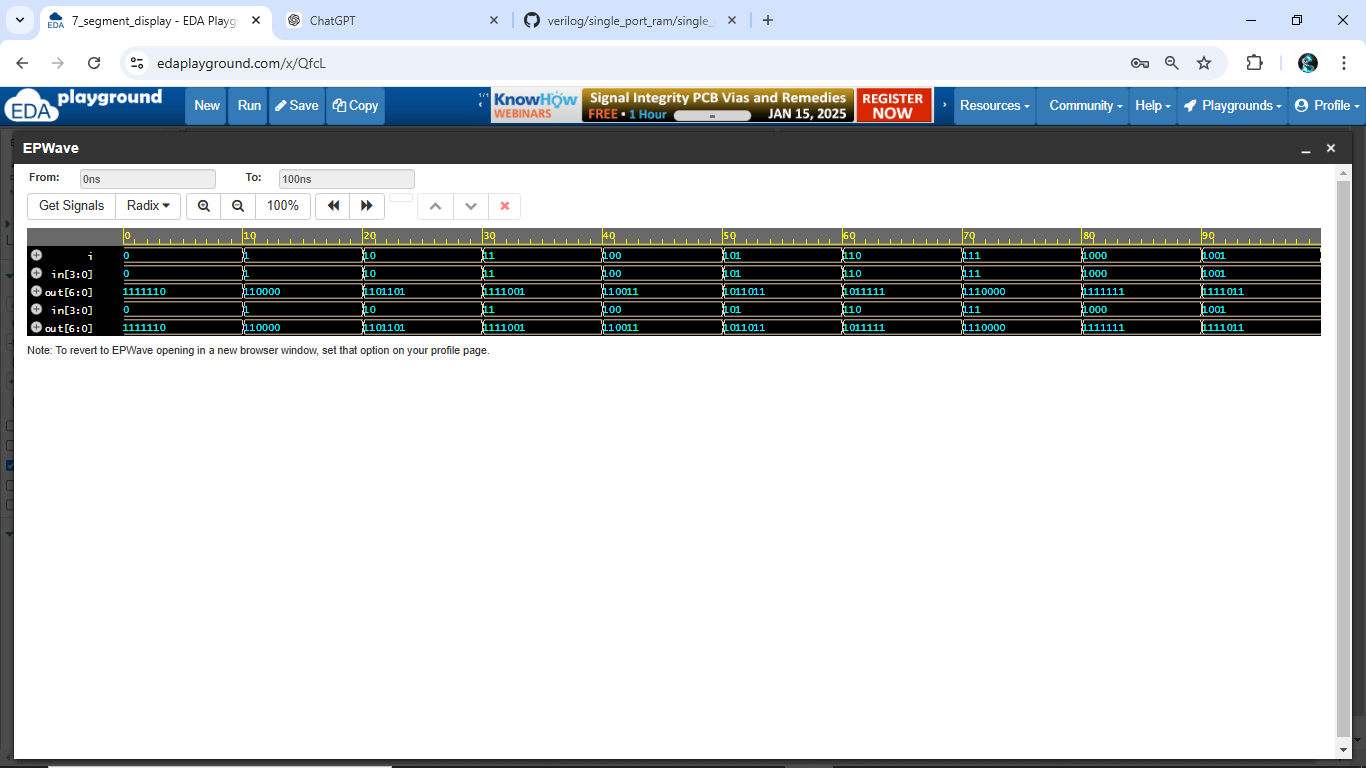 7_segment_display - EDA Playg
ChatGPT
verilog/single_port_ram/single_
edaplayground.com/x/QfcL
EDA playground
New
Run
Save
Copy
1/1
KnowHow WEBINARS
Signal Integrity PCB Vias and Remedies
FREE • 1 Hour
JAN 15, 2025
REGISTER NOW
Resources
Community
Help
Playgrounds
Profile
EPWave
From: 0ns To: 100ns
Get Signals Radix 100%
0 10 20 30 40 50 60 70 80 90
i 0 1 10 11 100 101 110 111 1000 1001
in[3:0] 0 1 10 11 100 101 110 111 1000 1001
out[6:0] 1111110 110000 1101101 1111001 110011 1011011 1011111 1110000 1111111 1111011
in[3:0] 0 1 10 11 100 101 110 111 1000 1001
out[6:0] 1111110 110000 1101101 1111001 110011 1011011 1011111 1110000 1111111 1111011
Note: To revert to EPWave opening in a new browser window, set that option on your profile page.